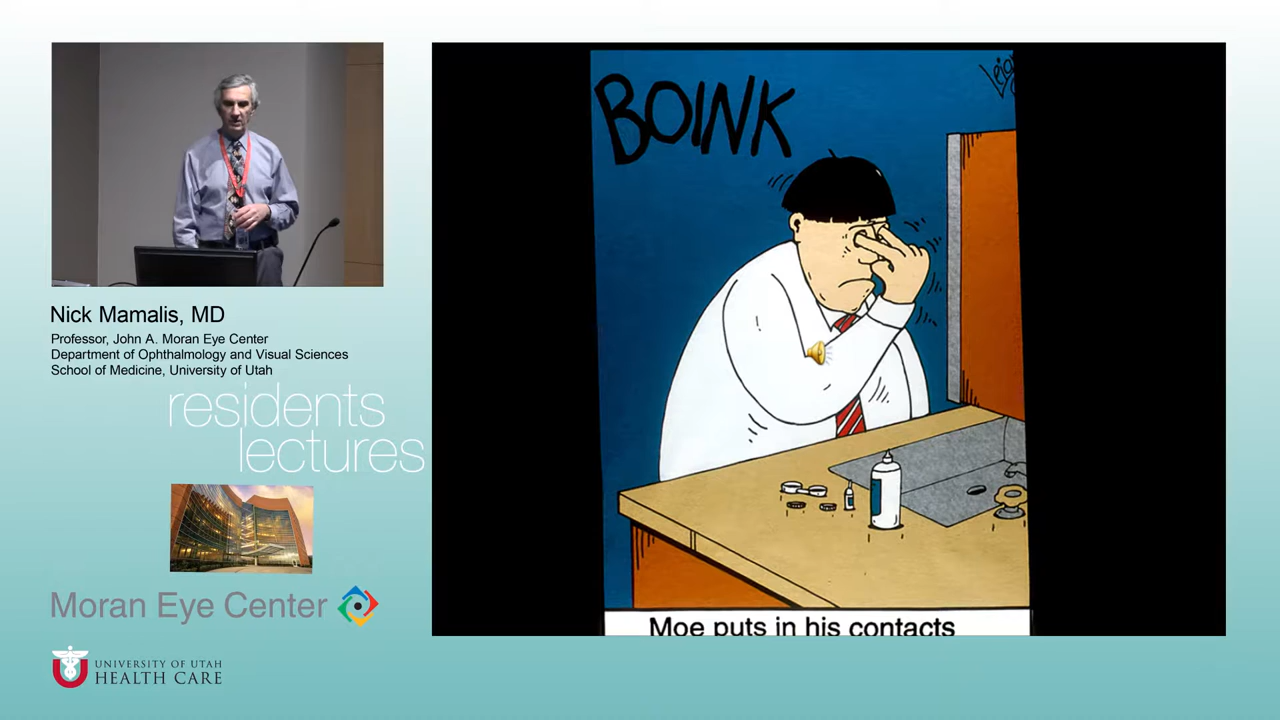 Nick Mamalis, MD
Professor, John A. Moran Eye Center
Department of Ophthalmology and Visual Sciences
School of Medicine, University of Utah
residents
lectures
Moran Eye Center
UNIVERSITY OF UTAH
HEALTH CARE
BOINK
Moe puts in his contacts